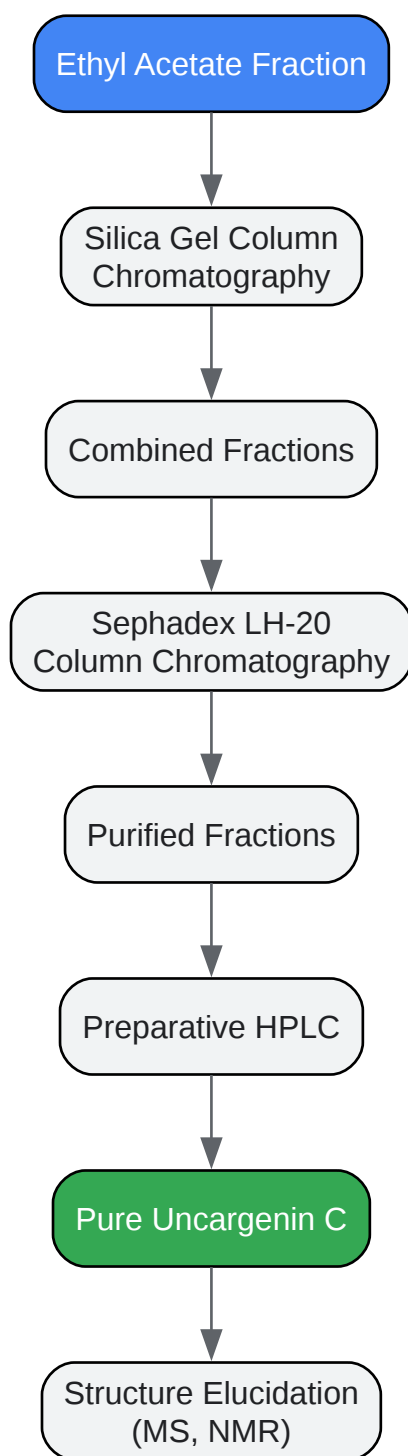 Ethyl Acetate Fraction
Silica Gel Column
Chromatography
Combined Fractions
Sephadex LH-20
Column Chromatography
Purified Fractions
Preparative HPLC
Pure Uncargenin C
Structure Elucidation
(MS, NMR)